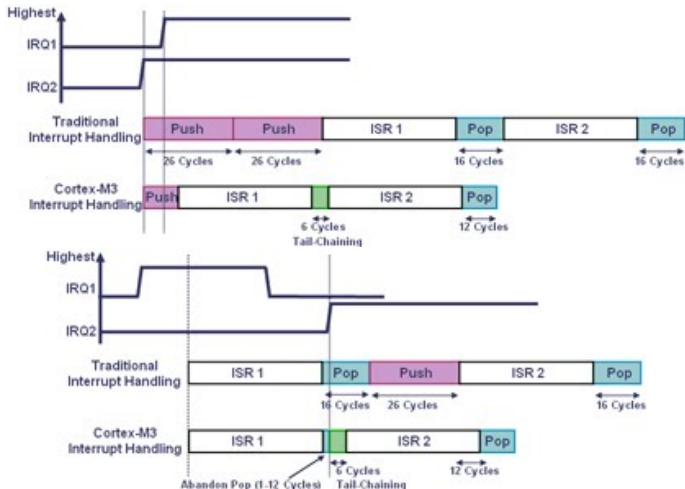 Highest
IRQ1
IRQ2
Traditional
Interrupt Handling
Push Push ISR 1 Pop ISR 2 Pop
26 Cycles 26 Cycles 16 Cycles 16 Cycles
Cortex-M3
Interrupt Handling
Push ISR 1 ISR 2 Pop
6 Cycles 12 Cycles
Tail-Chaining
Highest
IRQ1
IRQ2
Traditional
Interrupt Handling
ISR 1 Pop Push ISR 2 Pop
16 Cycles 26 Cycles 16 Cycles
Cortex-M3
Interrupt Handling
ISR 1 ISR 2 Pop
6 Cycles 12 Cycles
Abandon Pop (1-12 Cycles) Tail-Chaining